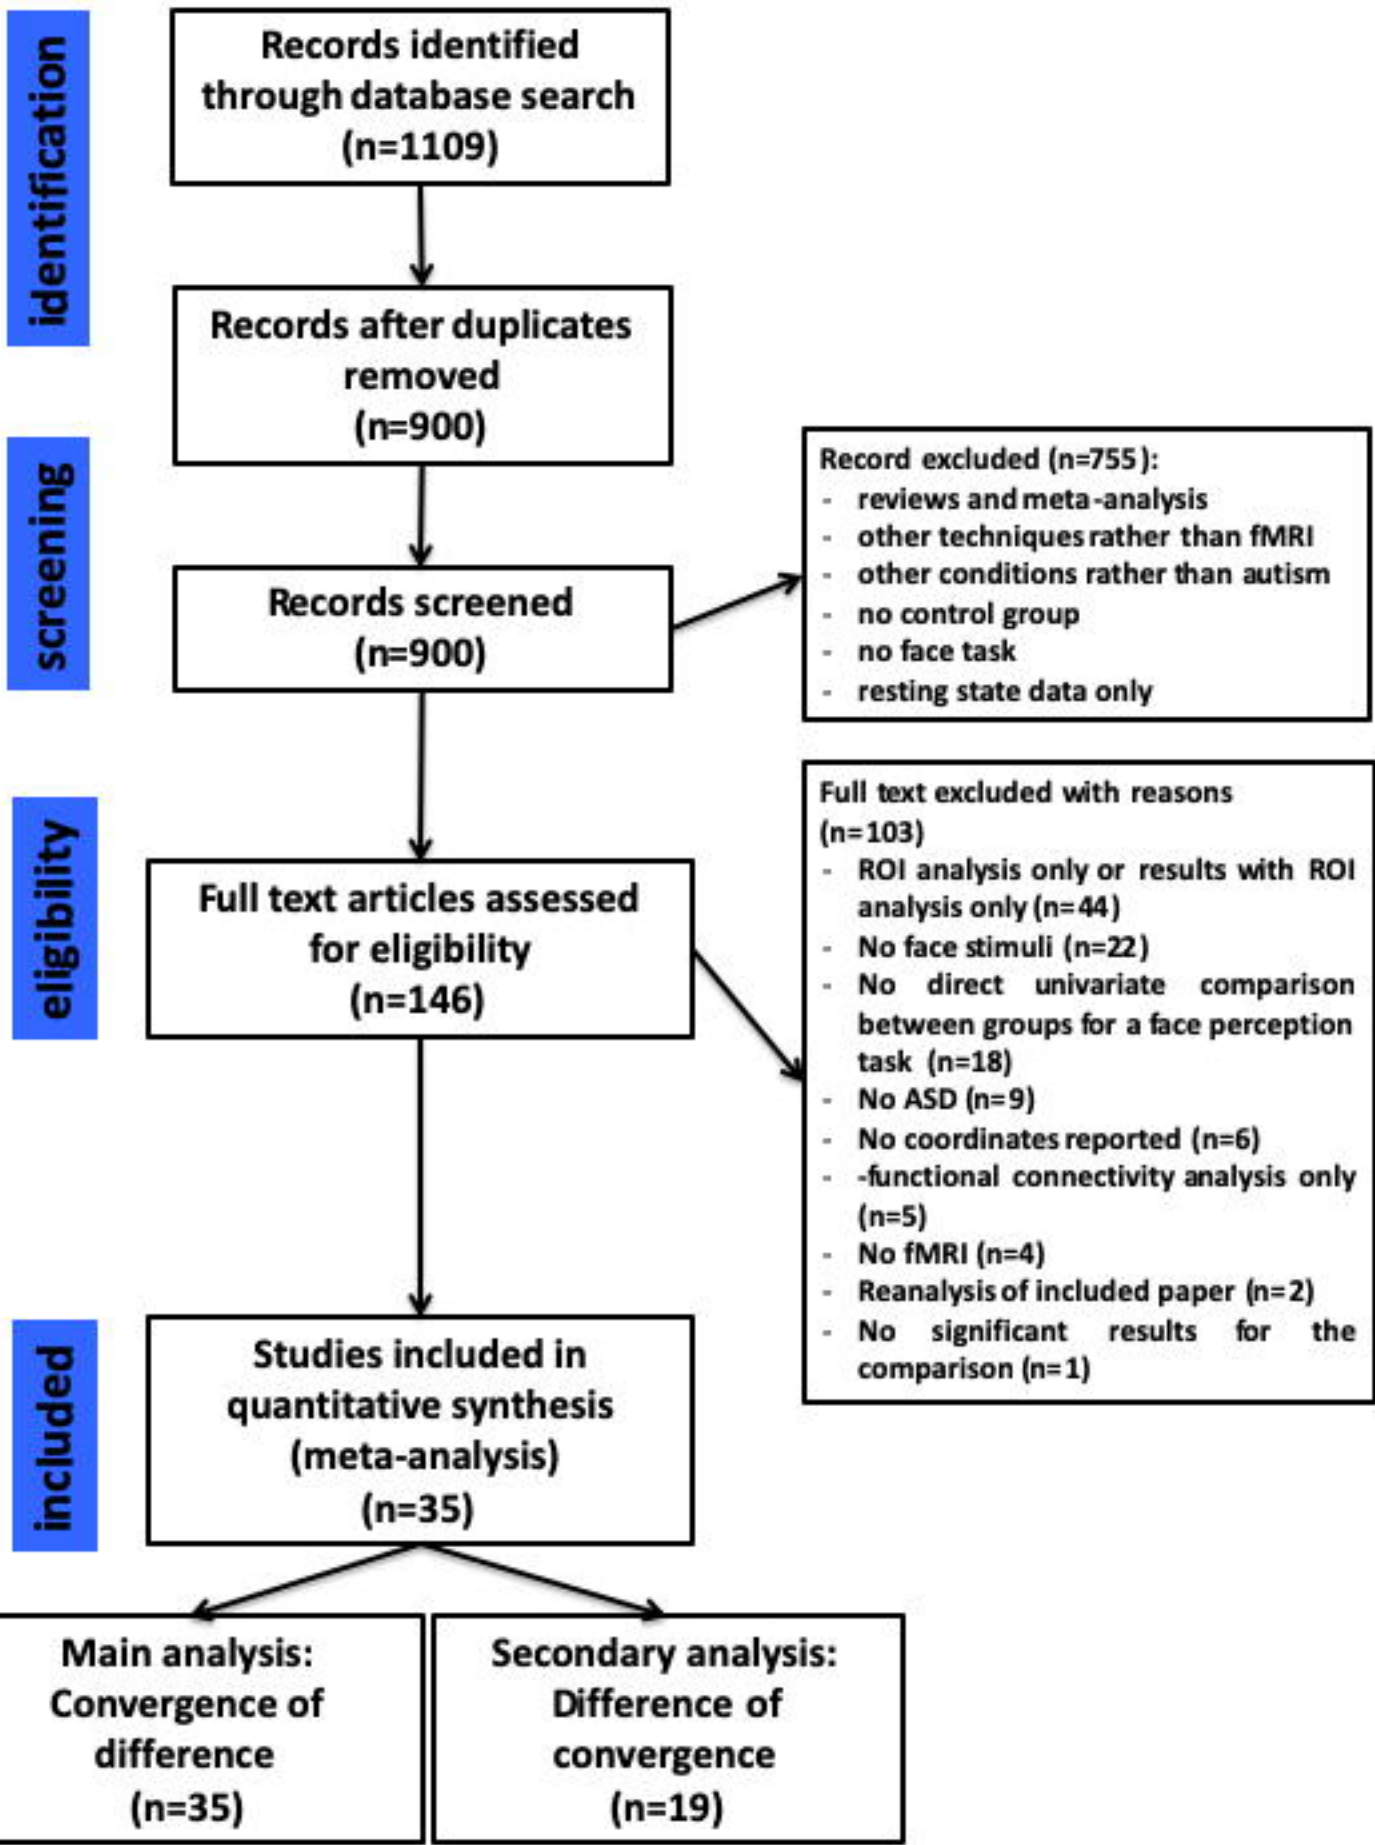 identification
Records identified
through database search
(n=1109)
Records after duplicates
removed
(n=900)
screening
Records screened
(n=900)
Record excluded (n=755):
- reviews and meta-analysis
- other techniques rather than fMRI
- other conditions rather than autism
- no control group
- no face task
- resting state data only
eligibility
Full text articles assessed
for eligibility
(n=146)
Full text excluded with reasons
(n=103)
- ROI analysis only or results with ROI
analysis only (n=44)
- No face stimuli (n=22)
- No direct univariate comparison
between groups for a face perception
task (n=18)
- No ASD (n=9)
- No coordinates reported (n=6)
- -functional connectivity analysis only
(n=5)
- No fMRI (n=4)
- Reanalysis of included paper (n=2)
- No significant results for the
comparison (n=1)
included
Studies included in
quantitative synthesis
(meta-analysis)
(n=35)
Main analysis:
Convergence of
difference
(n=35)
Secondary analysis:
Difference of
convergence
(n=19)